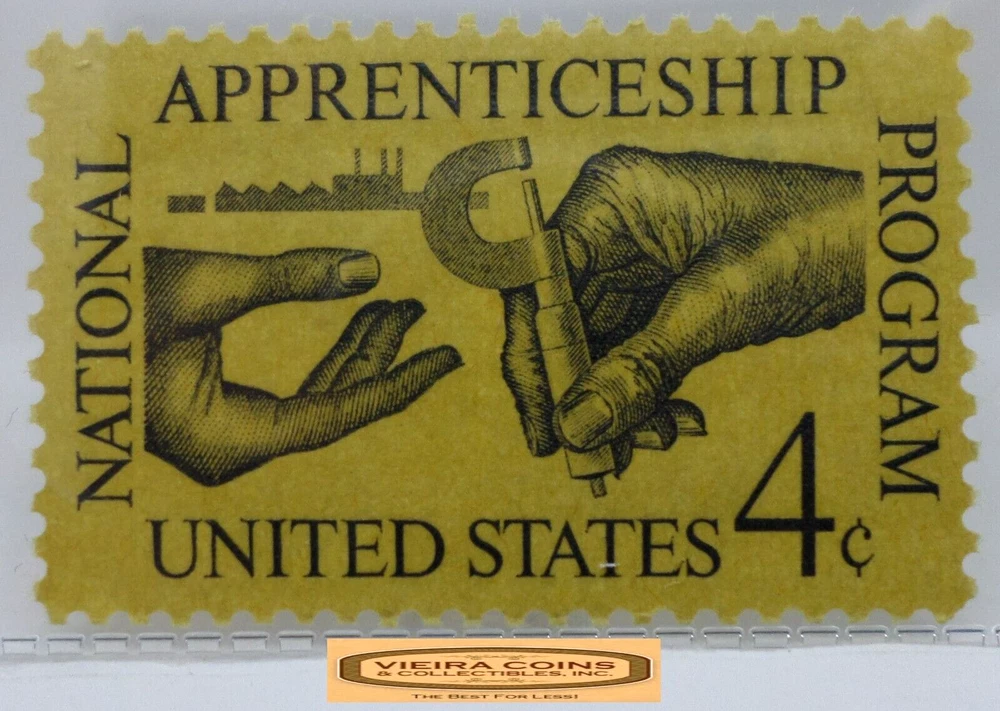 APPRENTICESHIP
NATIONAL
PROGRAM
UNITED STATES 4¢
VIEIRA COINS
& COLLECTIBLES, INC.
THE BEST FOR LESS!